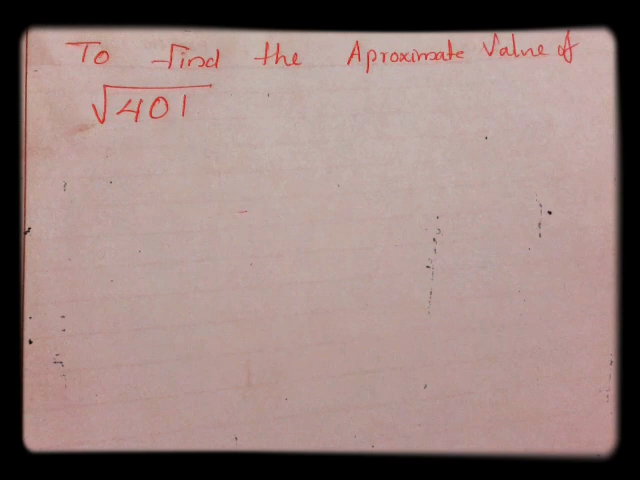 To find the Aproximate Value of
√401